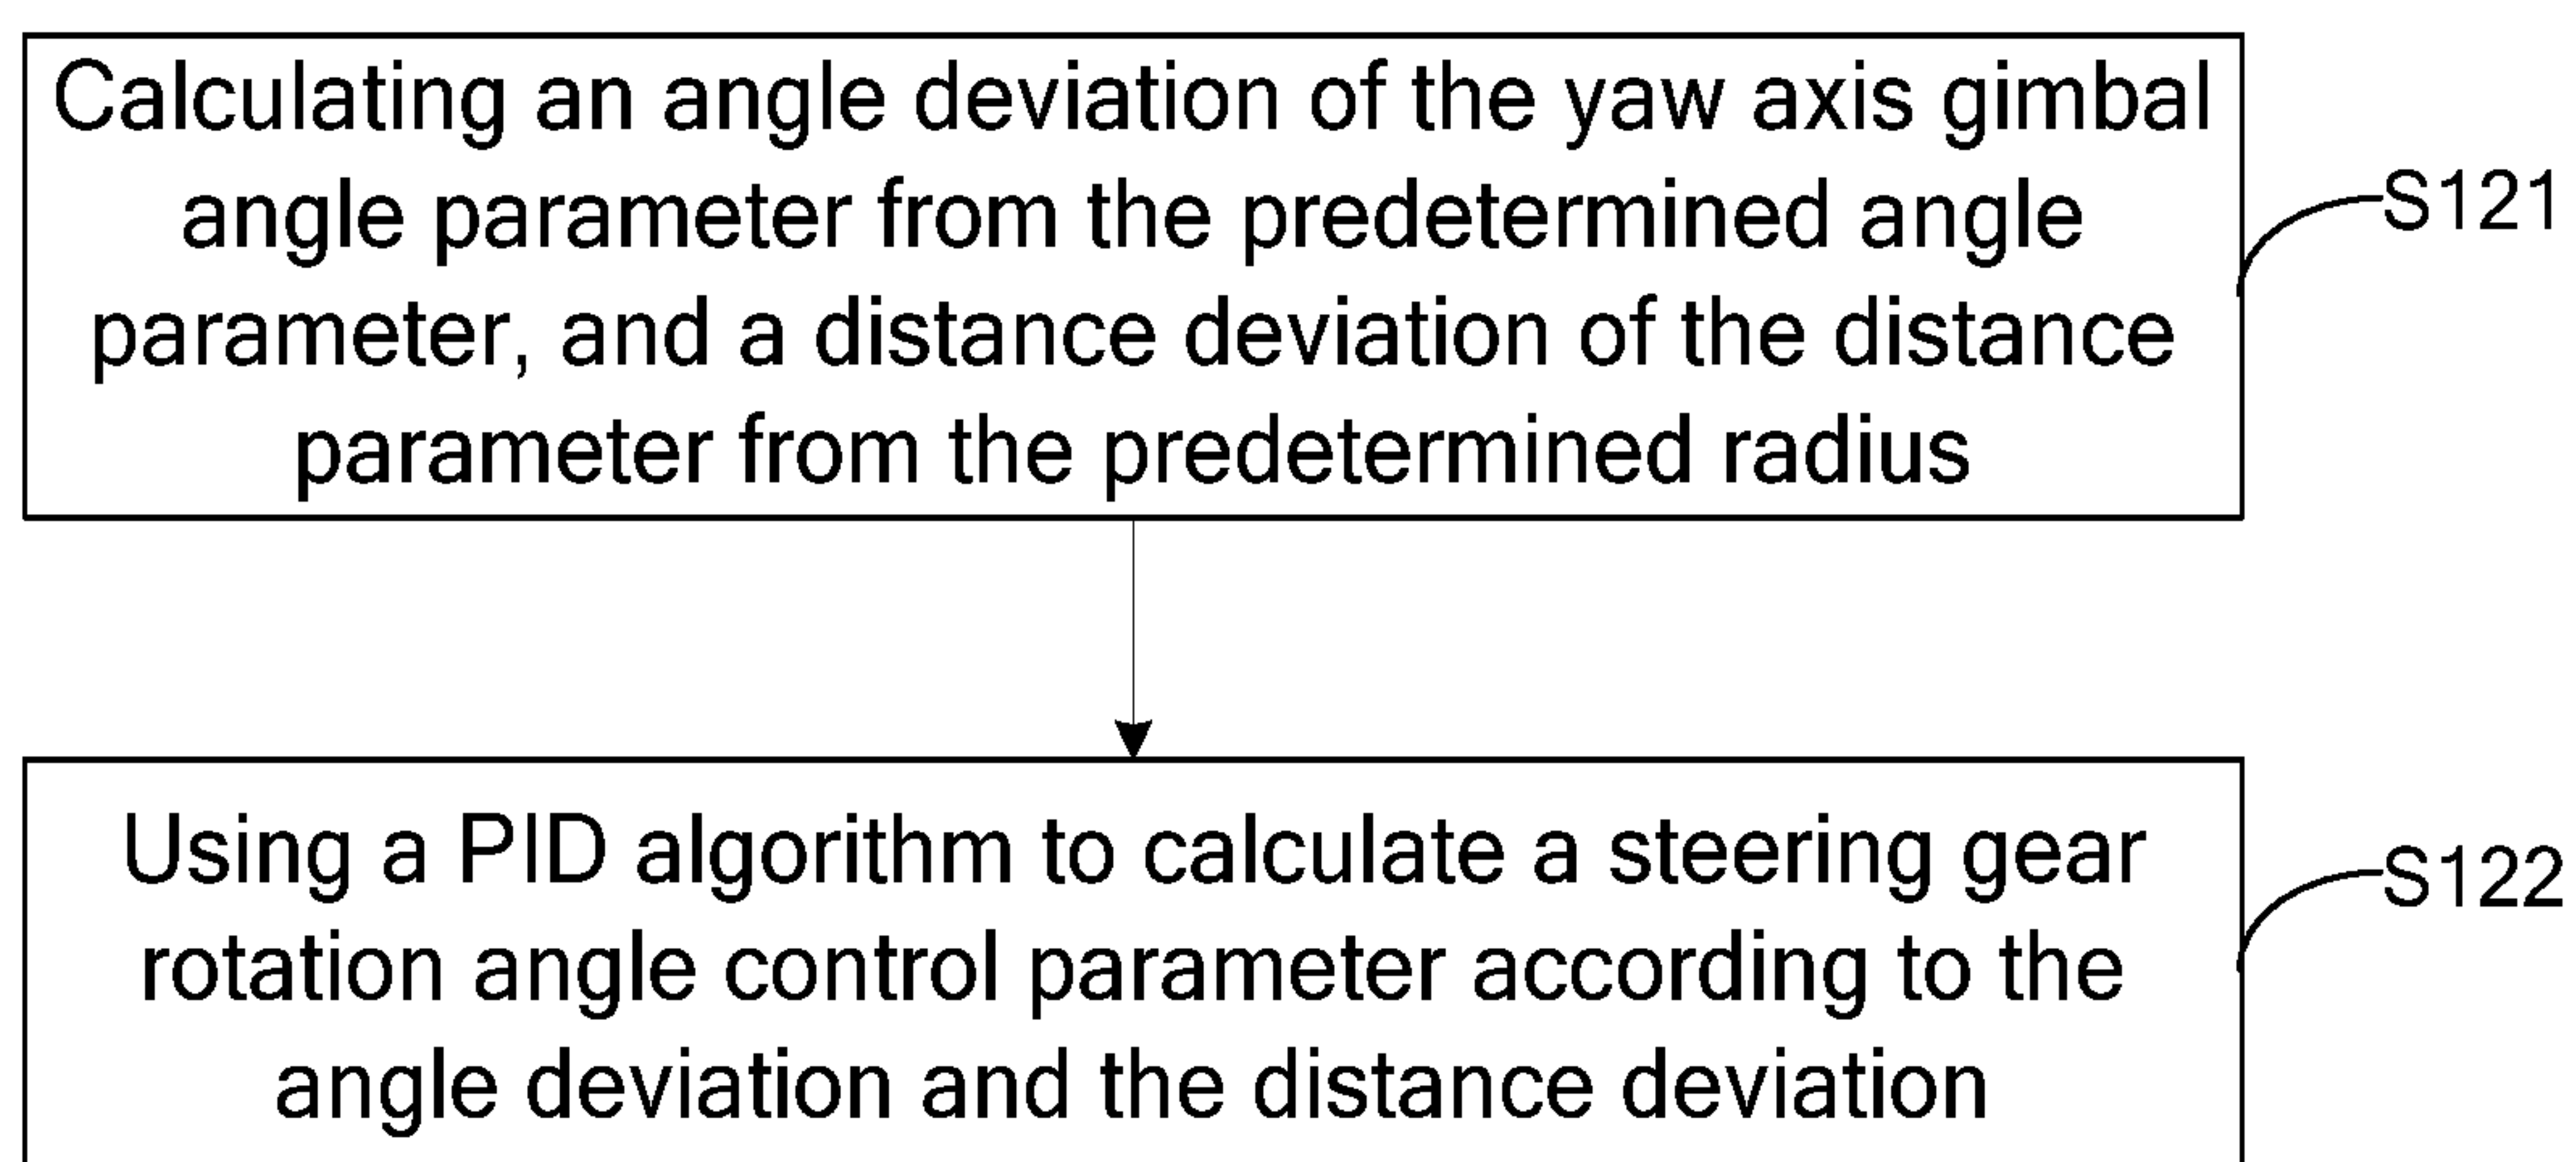 Calculating an angle deviation of the yaw axis gimbal
angle parameter from the predetermined angle
parameter, and a distance deviation of the distance
parameter from the predetermined radius
S121
Using a PID algorithm to calculate a steering gear
rotation angle control parameter according to the
angle deviation and the distance deviation
S122